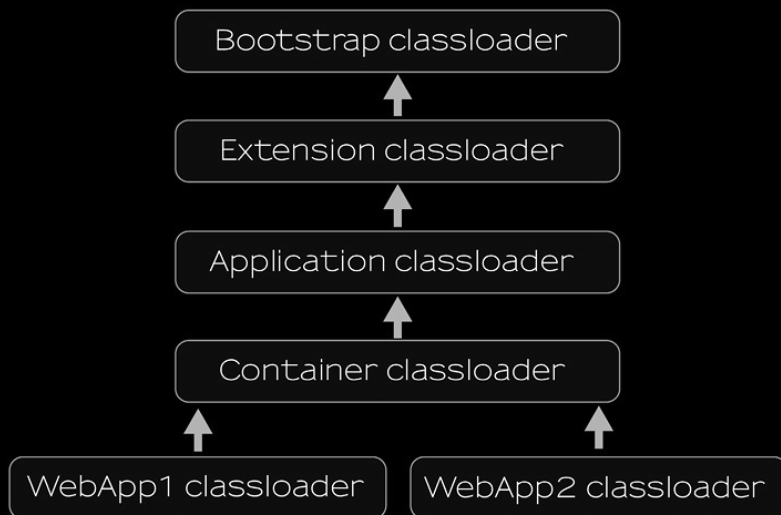 Bootstrap classloader
Extension classloader
Application classloader
Container classloader
WebApp1 classloader
WebApp2 classloader